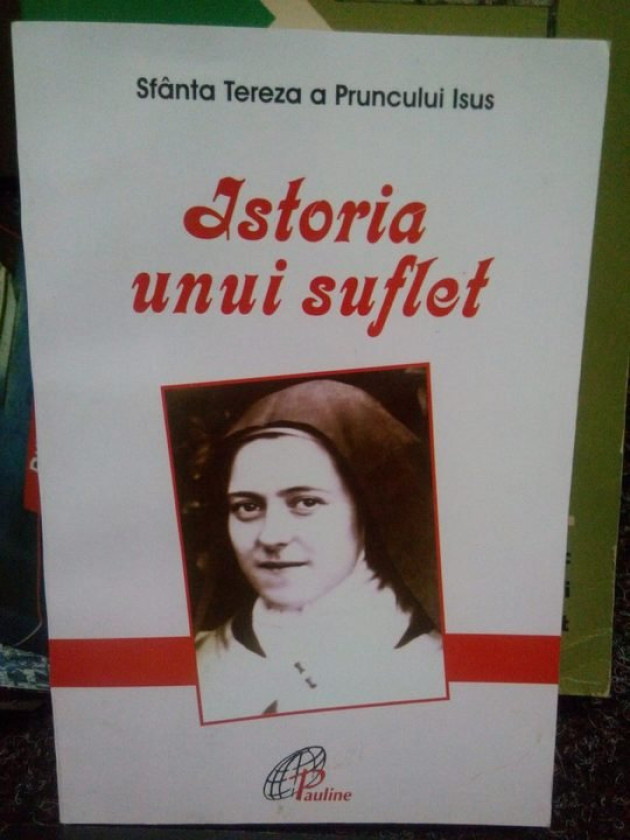 Sfânta Tereza a Pruncului Isus
Istoria
unui suflet
Pauline